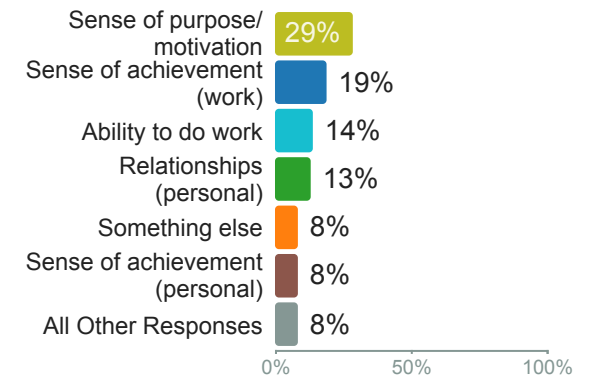 Sense of purpose/
motivation
29%
Sense of achievement
(work)
19%
Ability to do work
14%
Relationships
(personal)
13%
Something else
8%
Sense of achievement
(personal)
8%
All Other Responses
8%
0%
50%
100%